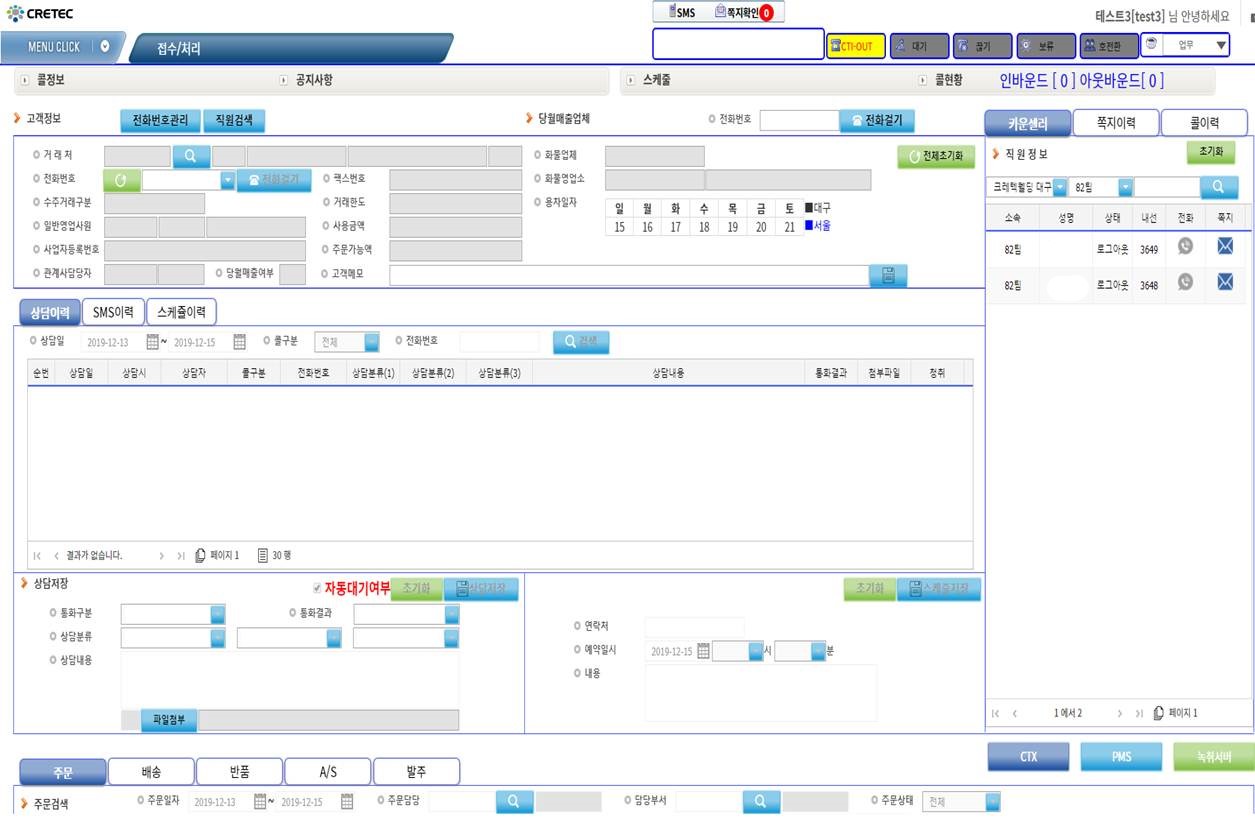 CRETEC
SMS 쪽지확인 0
테스트3[test3] 님 안녕하세요
MENU CLICK 접수/처리
CTI-OUT 대기 끊기 보류 호전환 업무
콜정보 공지사항 스케줄 콜현황 인바운드 [ 0 ] 아웃바운드[ 0 ]
고객정보 전화번호관리 직원검색 당월매출업체 전화번호 전화걸기
카운셀러 쪽지이력 콜이력
거래처 화물업체 전체초기화
직원정보 초기화
전화번호 전화걸기 팩스번호 화물영업소
크레텍웰딩 대구 82팀
수주거래구분 거래한도 용차일자
일 월 화 수 목 금 토 ■대구
15 16 17 18 19 20 21 ■서울
일반영업사원 사용금액
사업자등록번호 주문가능액
관계사담당자 당월매출여부 고객메모
소속 성명 상태 내선 전화 쪽지
82팀 로그아웃 3649
82팀 로그아웃 3648
상담이력 SMS이력 스케줄이력
상담일 2019-12-13 ~ 2019-12-15 콜구분 전체 전화번호 검색
순번 상담일 상담시 상담자 콜구분 전화번호 상담분류(1) 상담분류(2) 상담분류(3) 상담내용 통화결과 첨부파일 청취
결과가 없습니다. 페이지 1 30 행
상담저장 자동대기여부 초기화 상담저장
초기화 스케줄저장
통화구분 통화결과
상담분류
상담내용
파일첨부
연락처
예약일시 2019-12-15 시 분
내용
1 에서 2 페이지 1
CTX PMS 녹취서버
주문 배송 반품 A/S 발주
주문검색 주문일자 2019-12-13 ~ 2019-12-15 주문담당 담당부서 주문상태 전체